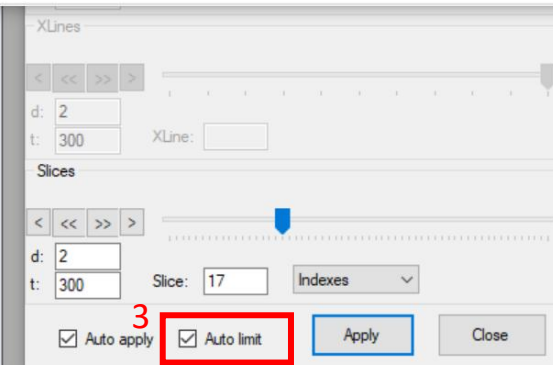 XLines
< << >> >
d: 2
t: 300 XLine:
Slices
< << >> >
d: 2
t: 300 Slice: 17 Indexes
3
Auto apply Auto limit Apply Close